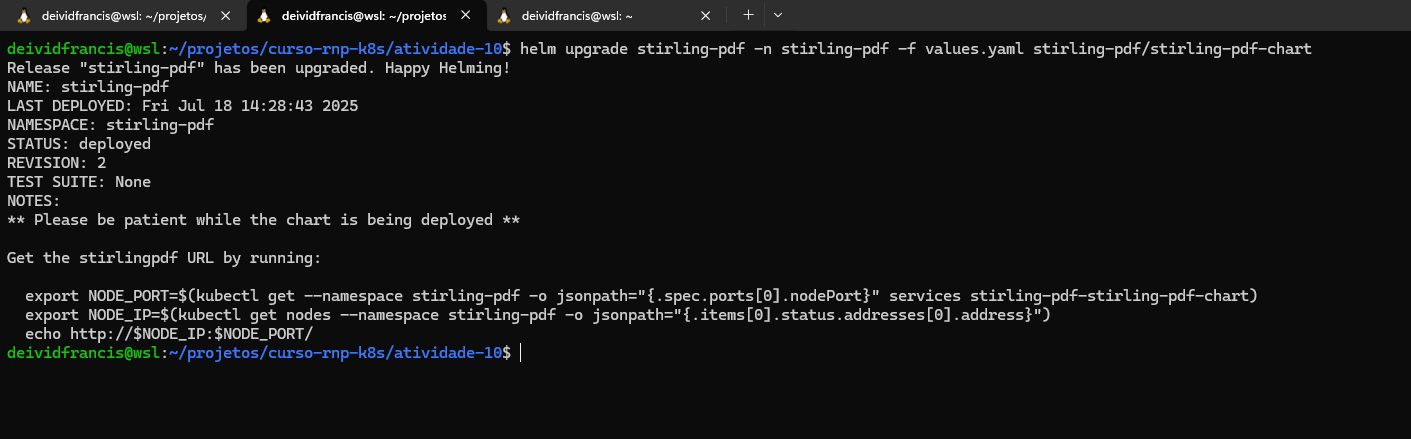 deividfrancis@wsl: ~/projetos/
deividfrancis@wsl: ~/projetos
deividfrancis@wsl: ~
deividfrancis@wsl:~/projetos/curso-rnp-k8s/atividade-10$ helm upgrade stirling-pdf -n stirling-pdf -f values.yaml stirling-pdf/stirling-pdf-chart
Release "stirling-pdf" has been upgraded. Happy Helming!
NAME: stirling-pdf
LAST DEPLOYED: Fri Jul 18 14:28:43 2025
NAMESPACE: stirling-pdf
STATUS: deployed
REVISION: 2
TEST SUITE: None
NOTES:
** Please be patient while the chart is being deployed **

Get the stirlingpdf URL by running:

  export NODE_PORT=$(kubectl get --namespace stirling-pdf -o jsonpath="{.spec.ports[0].nodePort}" services stirling-pdf-stirling-pdf-chart)
  export NODE_IP=$(kubectl get nodes --namespace stirling-pdf -o jsonpath="{.items[0].status.addresses[0].address}")
  echo http://$NODE_IP:$NODE_PORT/
deividfrancis@wsl:~/projetos/curso-rnp-k8s/atividade-10$